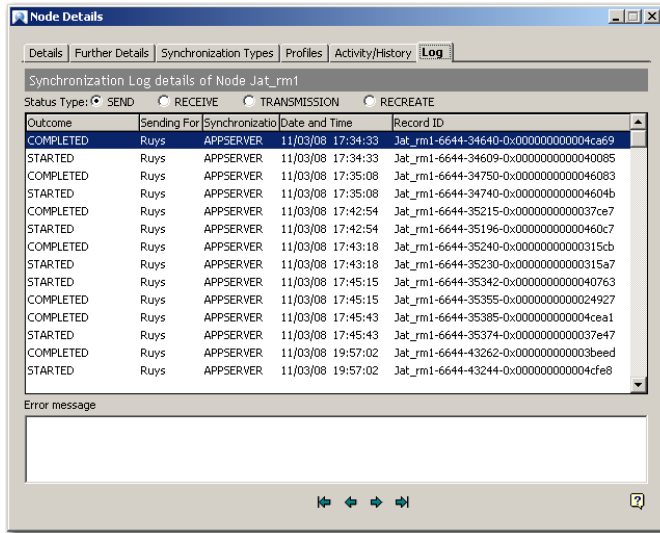 Node Details
Details Further Details Synchronization Types Profiles Activity/History Log
Synchronization Log details of Node Jat_rm1
Status Type: SEND RECEIVE TRANSMISSION RECREATE
Outcome Sending For Synchronizatio Date and Time Record ID
COMPLETED Ruys APPSERVER 11/03/08 17:34:33 Jat_rm1-6644-34640-0x000000000004ca69
STARTED Ruys APPSERVER 11/03/08 17:34:33 Jat_rm1-6644-34609-0x0000000000040085
COMPLETED Ruys APPSERVER 11/03/08 17:35:08 Jat_rm1-6644-34750-0x0000000000046083
STARTED Ruys APPSERVER 11/03/08 17:35:08 Jat_rm1-6644-34740-0x000000000004604b
COMPLETED Ruys APPSERVER 11/03/08 17:42:54 Jat_rm1-6644-35215-0x0000000000037ce7
STARTED Ruys APPSERVER 11/03/08 17:42:54 Jat_rm1-6644-35196-0x00000000000460c7
COMPLETED Ruys APPSERVER 11/03/08 17:43:18 Jat_rm1-6644-35240-0x00000000000315cb
STARTED Ruys APPSERVER 11/03/08 17:43:18 Jat_rm1-6644-35230-0x00000000000315a7
STARTED Ruys APPSERVER 11/03/08 17:45:15 Jat_rm1-6644-35342-0x0000000000040763
COMPLETED Ruys APPSERVER 11/03/08 17:45:15 Jat_rm1-6644-35355-0x0000000000024927
COMPLETED Ruys APPSERVER 11/03/08 17:45:43 Jat_rm1-6644-35385-0x000000000004cea1
STARTED Ruys APPSERVER 11/03/08 17:45:43 Jat_rm1-6644-35374-0x0000000000037e47
COMPLETED Ruys APPSERVER 11/03/08 19:57:02 Jat_rm1-6644-43262-0x000000000003beed
STARTED Ruys APPSERVER 11/03/08 19:57:02 Jat_rm1-6644-43244-0x000000000004cfe8
Error message